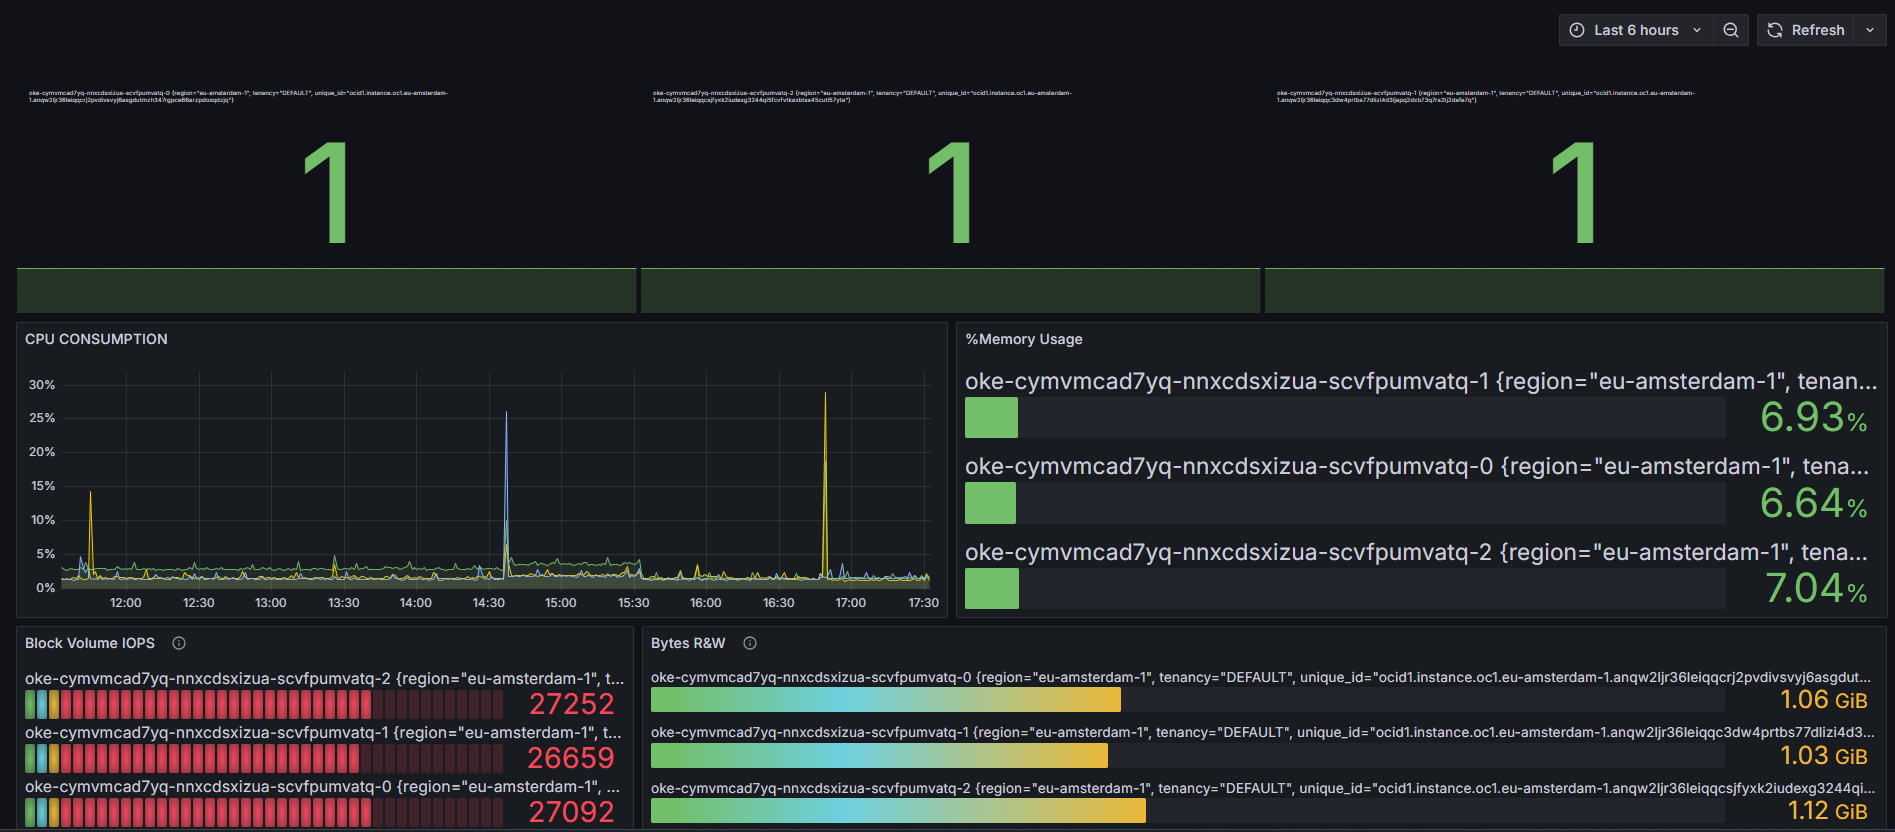 Last 6 hours
Refresh
oke-cymvmcad7yq-nnxcdsxizua-scvfpumvatq-0 {region="eu-amsterdam-1", tenancy="DEFAULT", unique_id="ocid1.instance.oc1.eu-amsterdam-
oke-cymvmcad7yq-nnxcdsxizua-scvfpumvatq-2 {region="eu-amsterdam-1", tenancy="DEFAULT", unique_id="ocid1.instance.oc1.eu-amsterdam-
oke-cymvmcad7yq-nnxcdsxizua-scvfpumvatq-1 {region="eu-amsterdam-1", tenancy="DEFAULT", unique_id="ocid1.instance.oc1.eu-amsterdam-
1
1
1
CPU CONSUMPTION
30%
25%
20%
15%
10%
5%
0%
12:00 12:30 13:00 13:30 14:00 14:30 15:00 15:30 16:00 16:30 17:00 17:30
%Memory Usage
oke-cymvmcad7yq-nnxcdsxizua-scvfpumvatq-1 {region="eu-amsterdam-1", tenan...
6.93%
oke-cymvmcad7yq-nnxcdsxizua-scvfpumvatq-0 {region="eu-amsterdam-1", tena...
6.64%
oke-cymvmcad7yq-nnxcdsxizua-scvfpumvatq-2 {region="eu-amsterdam-1", tena...
7.04%
Block Volume IOPS
oke-cymvmcad7yq-nnxcdsxizua-scvfpumvatq-2 {region="eu-amsterdam-1", t...
27252
oke-cymvmcad7yq-nnxcdsxizua-scvfpumvatq-1 {region="eu-amsterdam-1", t...
26659
oke-cymvmcad7yq-nnxcdsxizua-scvfpumvatq-0 {region="eu-amsterdam-1", ...
27092
Bytes R&W
oke-cymvmcad7yq-nnxcdsxizua-scvfpumvatq-0 {region="eu-amsterdam-1", tenancy="DEFAULT", unique_id="ocid1.instance.oc1.eu-amsterdam-1.anqw2ljr36leiqqcrj2pvdivsvyj6asgdut...
1.06 GiB
oke-cymvmcad7yq-nnxcdsxizua-scvfpumvatq-1 {region="eu-amsterdam-1", tenancy="DEFAULT", unique_id="ocid1.instance.oc1.eu-amsterdam-1.anqw2ljr36leiqqc3dw4prtbs77dlizi4d3...
1.03 GiB
oke-cymvmcad7yq-nnxcdsxizua-scvfpumvatq-2 {region="eu-amsterdam-1", tenancy="DEFAULT", unique_id="ocid1.instance.oc1.eu-amsterdam-1.anqw2ljr36leiqqcsjfyxk2iudexg3244qi...
1.12 GiB